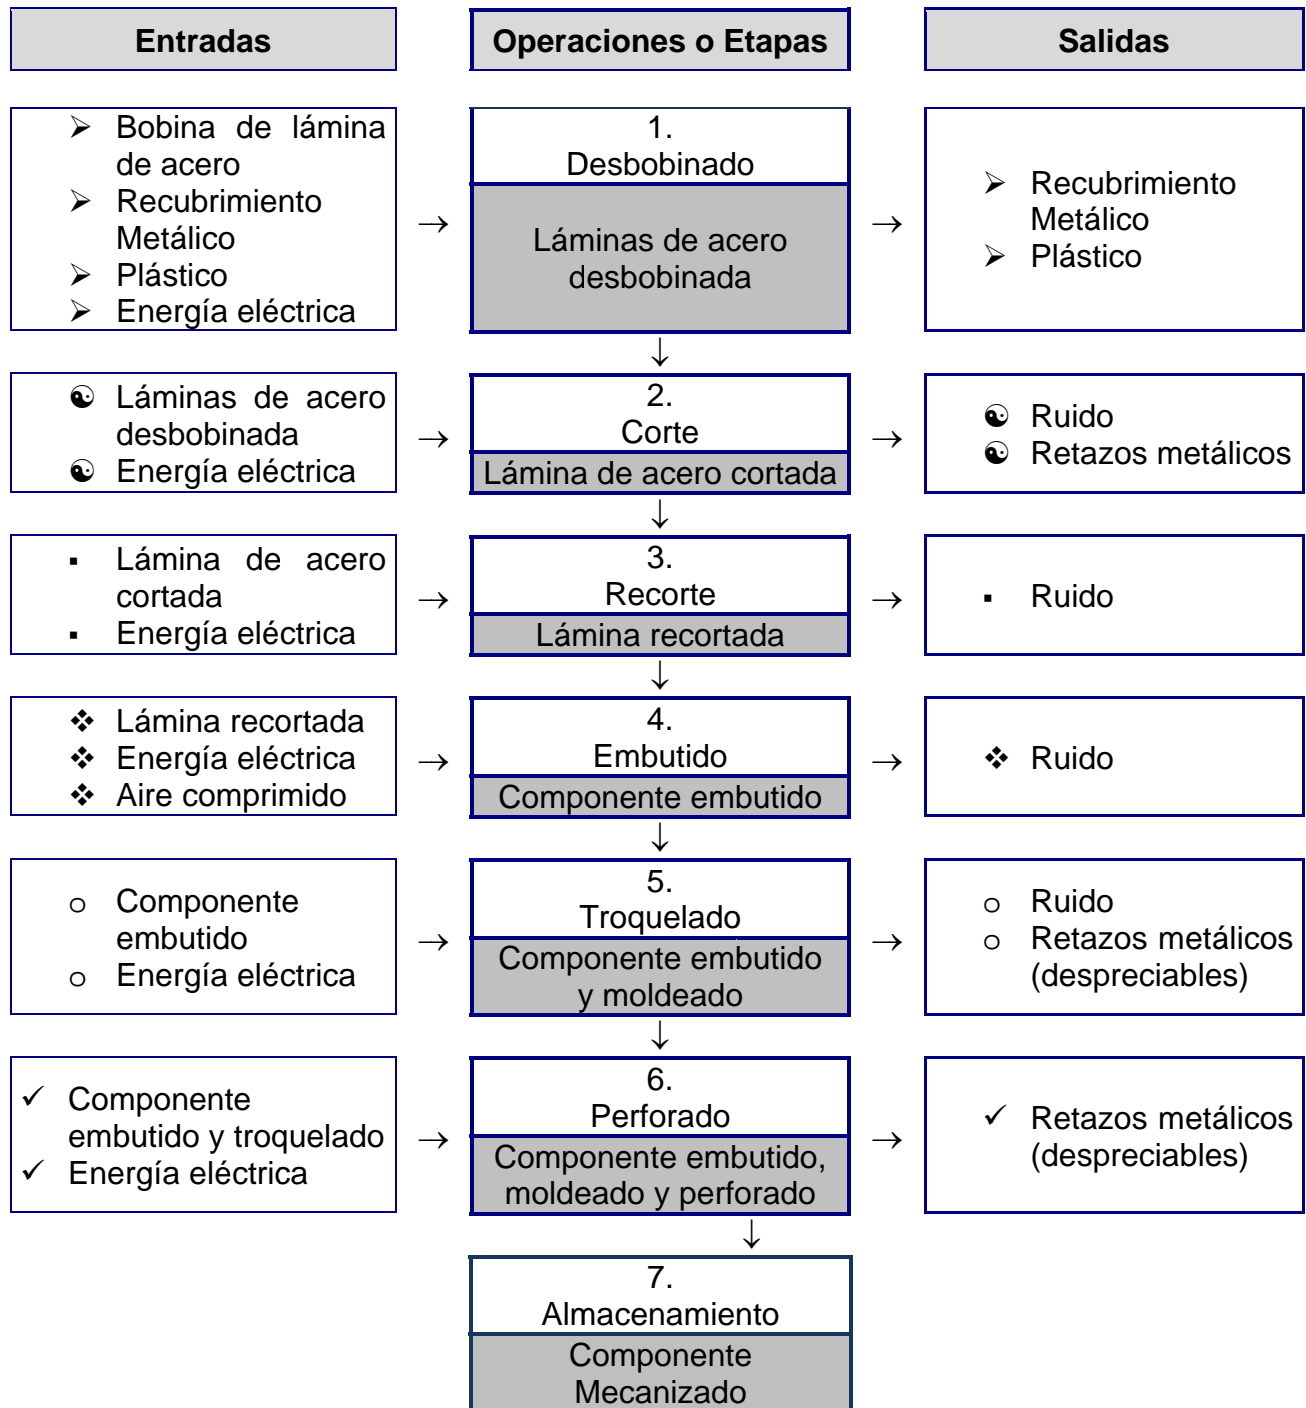 Entradas
Operaciones o Etapas
Salidas
➢ Bobina de lámina
de acero
➢ Recubrimiento
Metálico
➢ Plástico
➢ Energía eléctrica
→
1.
Desbobinado
Láminas de acero
desbobinada
→
➢ Recubrimiento
Metálico
➢ Plástico
↓
☯ Láminas de acero
desbobinada
☯ Energía eléctrica
→
2.
Corte
Lámina de acero cortada
→
☯ Ruido
☯ Retazos metálicos
↓
▪ Lámina de acero
cortada
▪ Energía eléctrica
→
3.
Recorte
Lámina recortada
→
▪ Ruido
↓
❖ Lámina recortada
❖ Energía eléctrica
❖ Aire comprimido
→
4.
Embutido
Componente embutido
→
❖ Ruido
↓
o Componente
embutido
o Energía eléctrica
→
5.
Troquelado
Componente embutido
y moldeado
→
o Ruido
o Retazos metálicos
(despreciables)
↓
✓ Componente
embutido y troquelado
✓ Energía eléctrica
→
6.
Perforado
Componente embutido,
moldeado y perforado
→
✓ Retazos metálicos
(despreciables)
↓
7.
Almacenamiento
Componente
Mecanizado